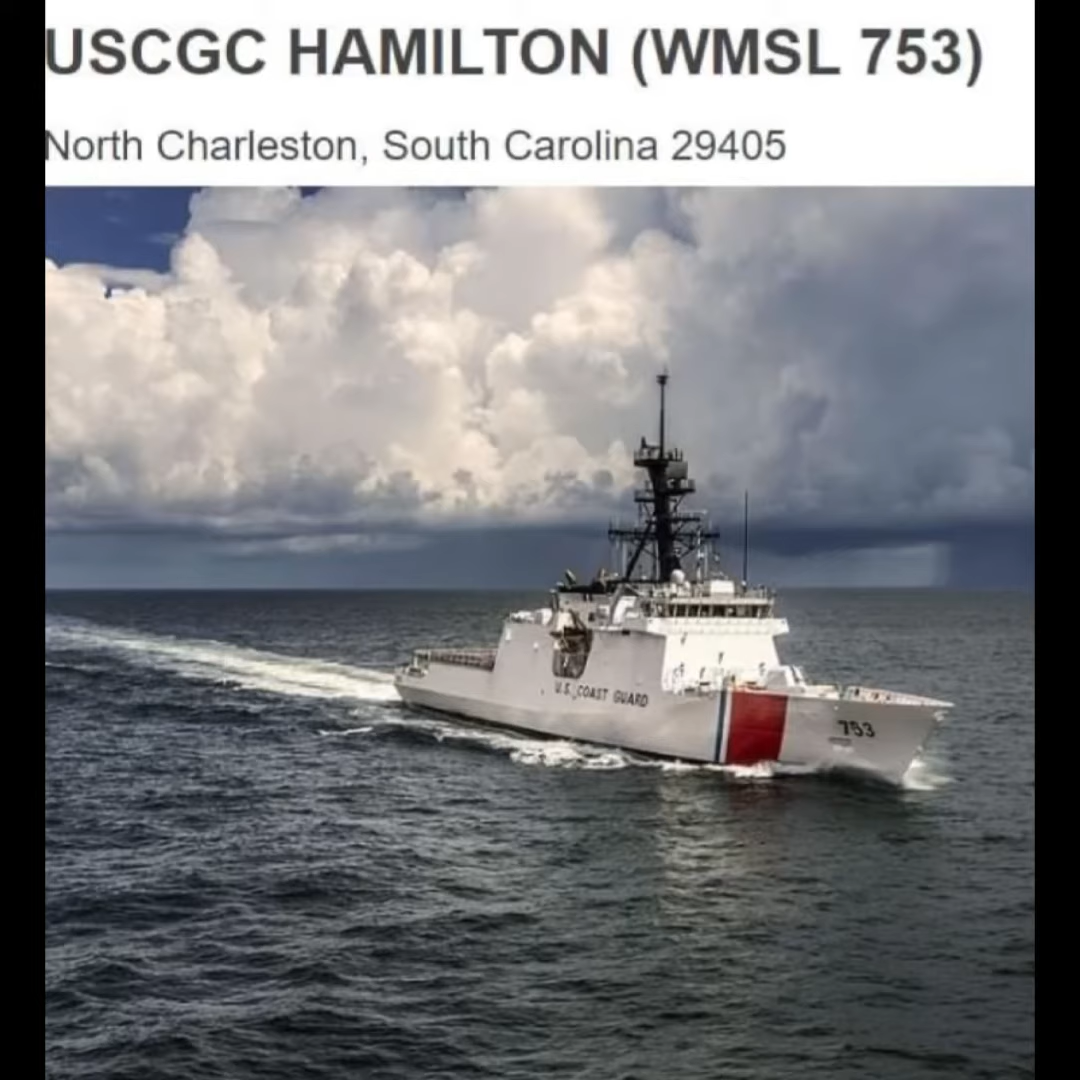 USCGC HAMILTON (WMSL 753)
North Charleston, South Carolina 29405
U.S. COAST GUARD
753